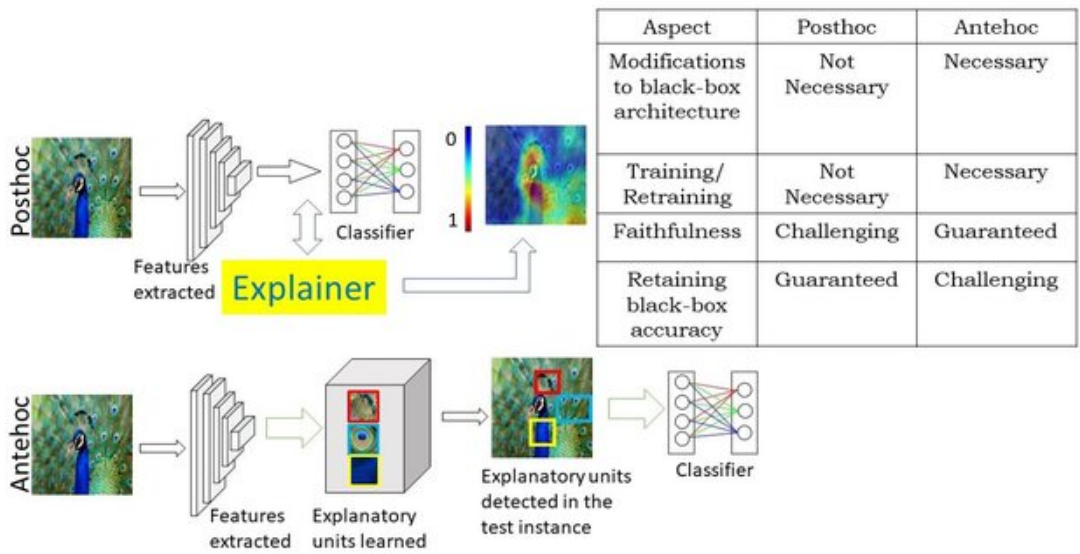 Posthoc
Features
extracted
Explainer
Classifier
0
1
Aspect Posthoc Antehoc
Modifications
to black-box
architecture
Not
Necessary
Necessary
Training/
Retraining
Not
Necessary
Necessary
Faithfulness Challenging Guaranteed
Retaining
black-box
accuracy
Guaranteed Challenging
Antehoc
Features
extracted
Explanatory
units learned
Explanatory units
detected in the
test instance
Classifier